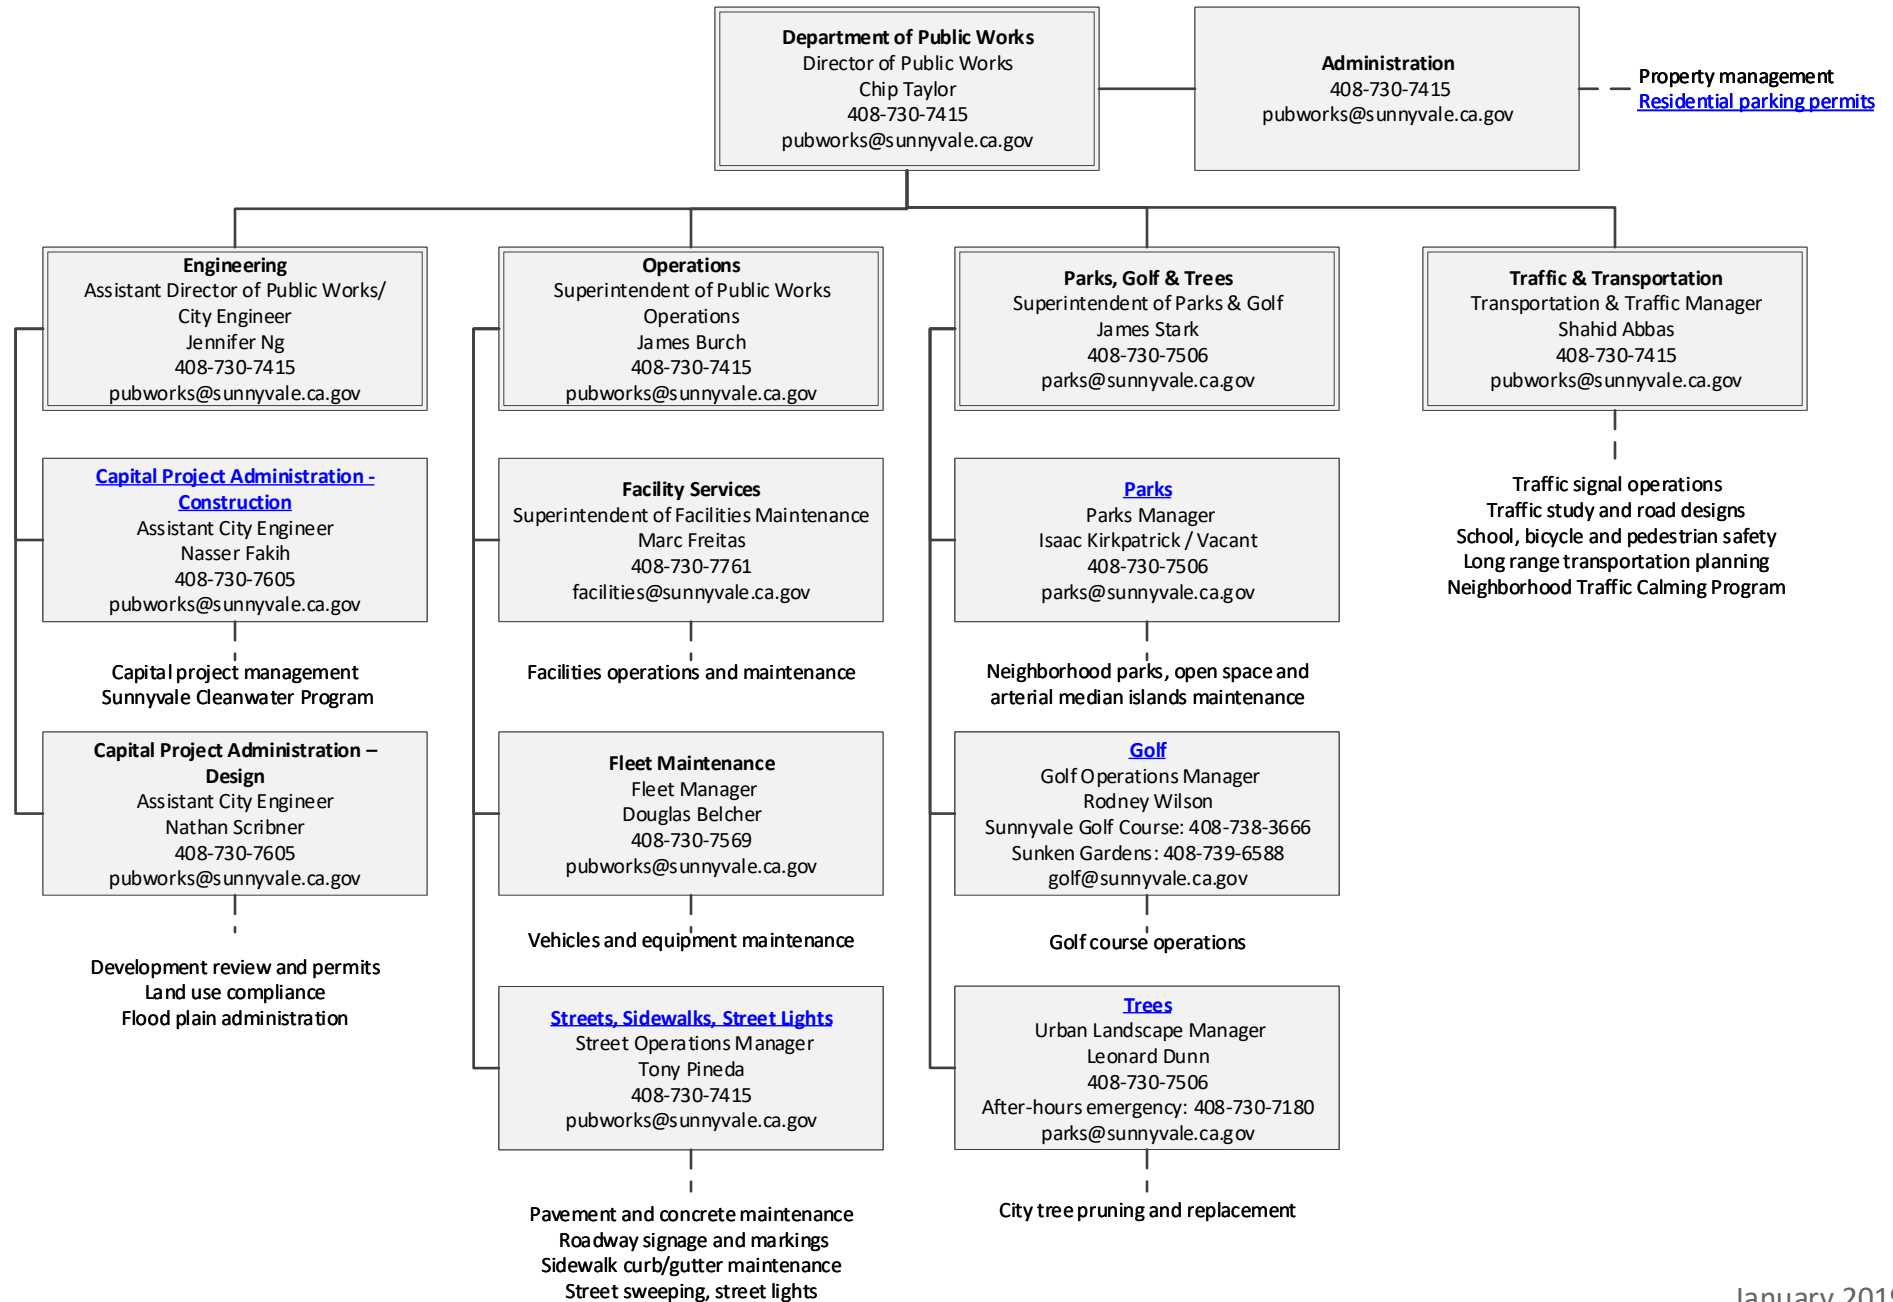 Department of Public Works
Director of Public Works
Chip Taylor
408-730-7415
pubworks@sunnyvale.ca.gov
Administration
408-730-7415
pubworks@sunnyvale.ca.gov
Property management
Residential parking permits
Engineering
Assistant Director of Public Works/
City Engineer
Jennifer Ng
408-730-7415
pubworks@sunnyvale.ca.gov
Capital Project Administration -
Construction
Assistant City Engineer
Nasser Fakih
408-730-7605
pubworks@sunnyvale.ca.gov
Capital project management
Sunnyvale Cleanwater Program
Capital Project Administration –
Design
Assistant City Engineer
Nathan Scribner
408-730-7605
pubworks@sunnyvale.ca.gov
Development review and permits
Land use compliance
Flood plain administration
Operations
Superintendent of Public Works
Operations
James Burch
408-730-7415
pubworks@sunnyvale.ca.gov
Facility Services
Superintendent of Facilities Maintenance
Marc Freitas
408-730-7761
facilities@sunnyvale.ca.gov
Facilities operations and maintenance
Fleet Maintenance
Fleet Manager
Douglas Belcher
408-730-7569
pubworks@sunnyvale.ca.gov
Vehicles and equipment maintenance
Streets, Sidewalks, Street Lights
Street Operations Manager
Tony Pineda
408-730-7415
pubworks@sunnyvale.ca.gov
Pavement and concrete maintenance
Roadway signage and markings
Sidewalk curb/gutter maintenance
Street sweeping, street lights
Parks, Golf & Trees
Superintendent of Parks & Golf
James Stark
408-730-7506
parks@sunnyvale.ca.gov
Parks
Parks Manager
Isaac Kirkpatrick / Vacant
408-730-7506
parks@sunnyvale.ca.gov
Neighborhood parks, open space and
arterial median islands maintenance
Golf
Golf Operations Manager
Rodney Wilson
Sunnyvale Golf Course: 408-738-3666
Sunken Gardens: 408-739-6588
golf@sunnyvale.ca.gov
Golf course operations
Trees
Urban Landscape Manager
Leonard Dunn
408-730-7506
After-hours emergency: 408-730-7180
parks@sunnyvale.ca.gov
City tree pruning and replacement
Traffic & Transportation
Transportation & Traffic Manager
Shahid Abbas
408-730-7415
pubworks@sunnyvale.ca.gov
Traffic signal operations
Traffic study and road designs
School, bicycle and pedestrian safety
Long range transportation planning
Neighborhood Traffic Calming Program
January 2019